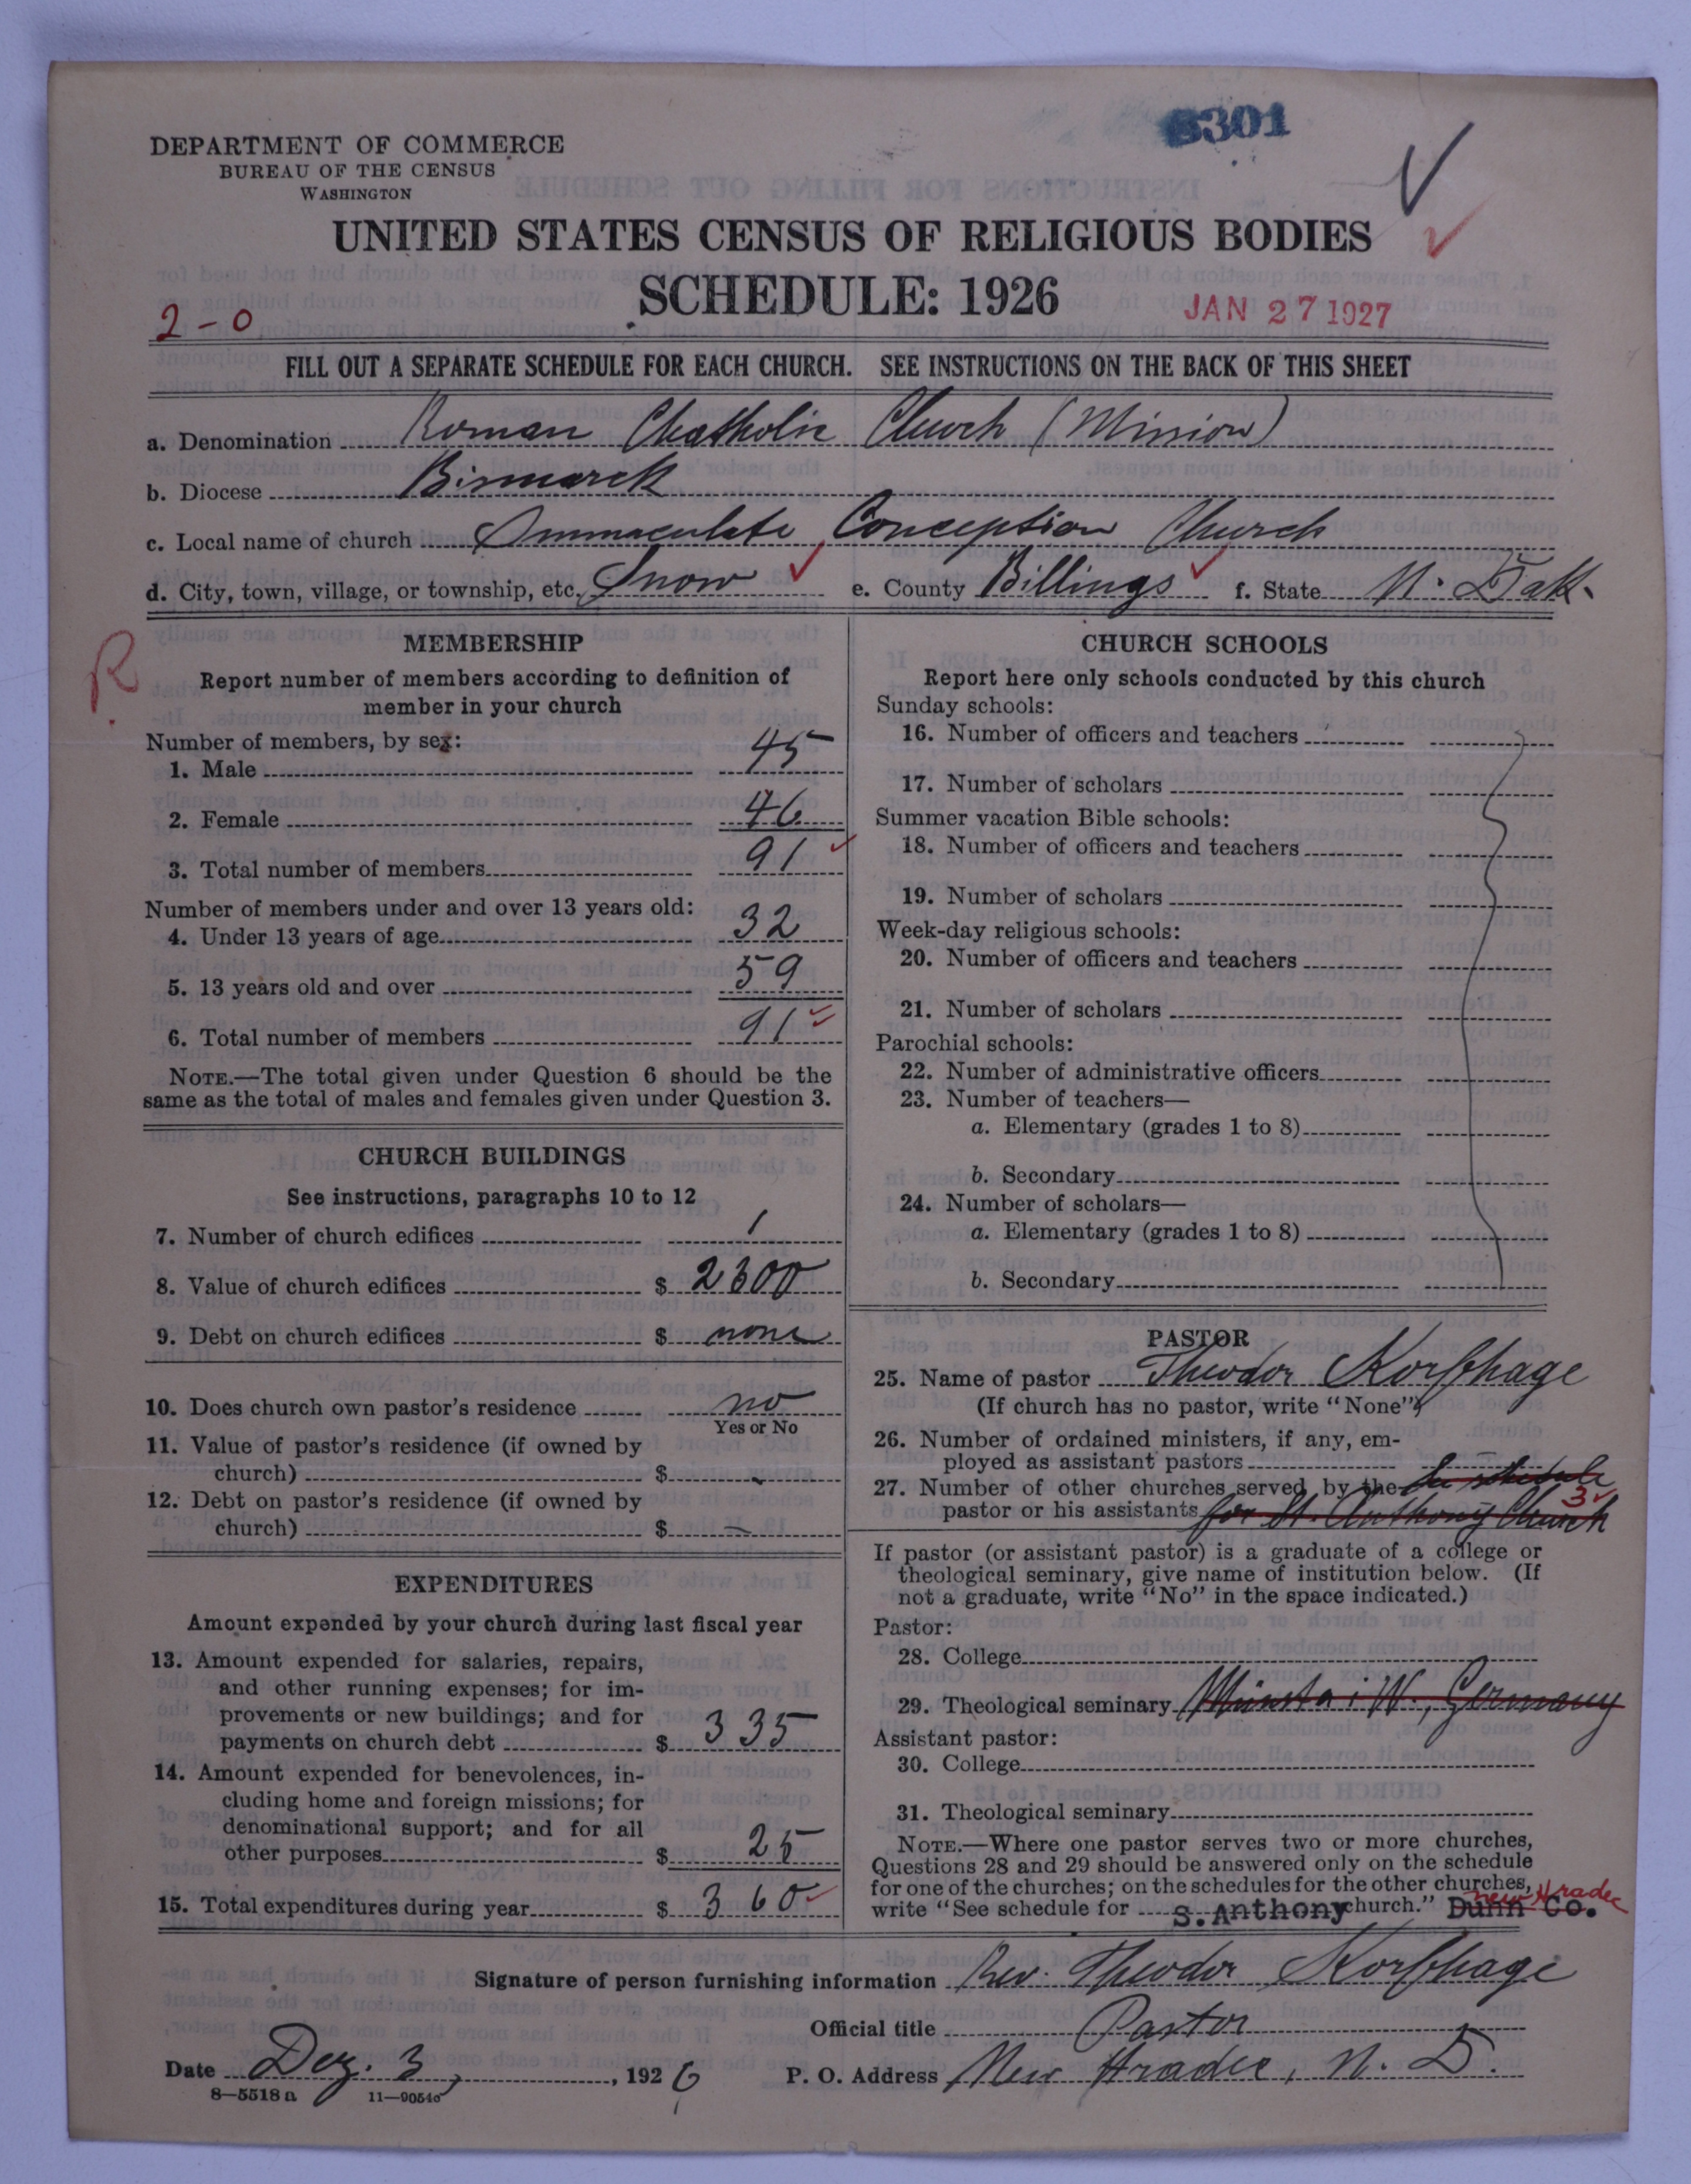 8301
DEPARTMENT OF COMMERCE
BUREAU OF THE CENSUS
WASHINGTON
UNITED STATES CENSUS OF RELIGIOUS BODIES
SCHEDULE: 1926
2-0
JAN 27 1927
FILL OUT A SEPARATE SCHEDULE FOR EACH CHURCH. SEE INSTRUCTIONS ON THE BACK OF THIS SHEET
a. Denomination Roman Chatholic Church (Mission)
b. Diocese Bismarck
c. Local name of church Immaculate Conception Church
d. City, town, village, or township, etc. Snow e. County Billings f. State N. Dak.
R
MEMBERSHIP
Report number of members according to definition of
member in your church
Number of members, by sex:
1. Male 45
2. Female 46
3. Total number of members 91
Number of members under and over 13 years old:
4. Under 13 years of age 32
5. 13 years old and over 59
6. Total number of members 91
NOTE.—The total given under Question 6 should be the
same as the total of males and females given under Question 3.
CHURCH BUILDINGS
See instructions, paragraphs 10 to 12
7. Number of church edifices 1
8. Value of church edifices $ 2300
9. Debt on church edifices $ none
10. Does church own pastor's residence no
Yes or No
11. Value of pastor's residence (if owned by
church) $ -
12. Debt on pastor's residence (if owned by
church) $ -
EXPENDITURES
Amount expended by your church during last fiscal year
13. Amount expended for salaries, repairs,
and other running expenses; for im-
provements or new buildings; and for
payments on church debt $ 335
14. Amount expended for benevolences, in-
cluding home and foreign missions; for
denominational support; and for all
other purposes $ 25
15. Total expenditures during year $ 360
CHURCH SCHOOLS
Report here only schools conducted by this church
Sunday schools:
16. Number of officers and teachers
17. Number of scholars
Summer vacation Bible schools:
18. Number of officers and teachers
19. Number of scholars
Week-day religious schools:
20. Number of officers and teachers
21. Number of scholars
Parochial schools:
22. Number of administrative officers
23. Number of teachers—
a. Elementary (grades 1 to 8)
b. Secondary
24. Number of scholars—
a. Elementary (grades 1 to 8)
b. Secondary
PASTOR
25. Name of pastor Theodor Korfhage
(If church has no pastor, write "None")
26. Number of ordained ministers, if any, em-
ployed as assistant pastors
27. Number of other churches served by the schedule
3
pastor or his assistants for St. Anthony Church
If pastor (or assistant pastor) is a graduate of a college or
theological seminary, give name of institution below. (If
not a graduate, write "No" in the space indicated.)
Pastor:
28. College
29. Theological seminary Münster i. W., Germany
Assistant pastor:
30. College
31. Theological seminary
NOTE.—Where one pastor serves two or more churches,
Questions 28 and 29 should be answered only on the schedule
for one of the churches; on the schedules for the other churches,
new Hradec
write "See schedule for S. Anthony church." Dunn Co.
Signature of person furnishing information Rev. Theodor Korfhage
Official title Pastor
Date Dez. 3, 1926 P. O. Address New Hradec, N. D.
8—5518 a 11—9054c